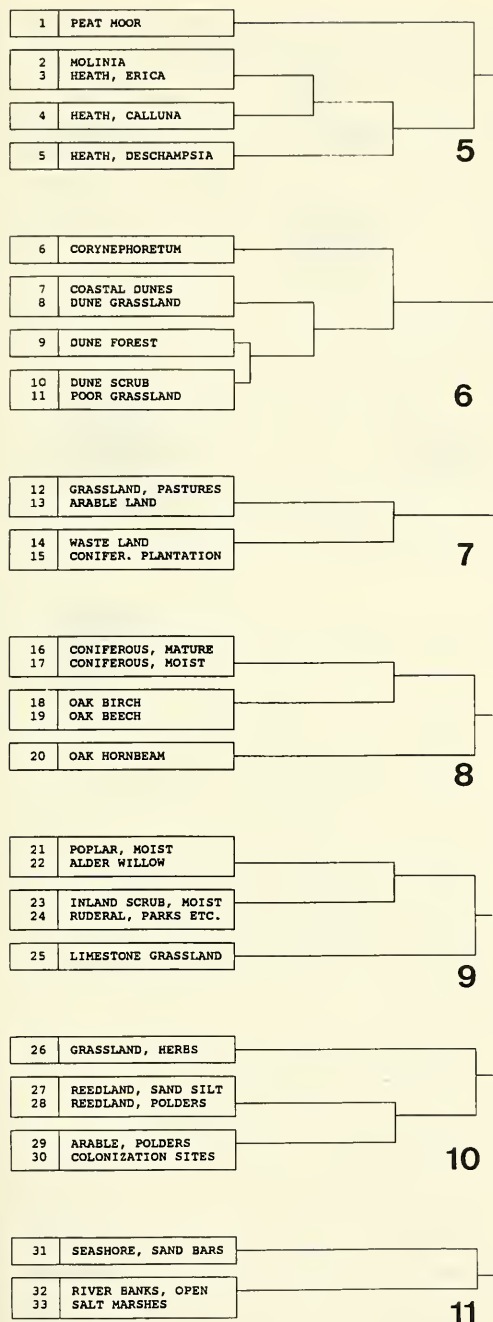 1 PEAT MOOR
2 MOLINIA
3 HEATH, ERICA
4 HEATH, CALLUNA
5 HEATH, DESCHAMPSIA
5
6 CORYNEPHORETUM
7 COASTAL DUNES
8 DUNE GRASSLAND
9 DUNE FOREST
10 DUNE SCRUB
11 POOR GRASSLAND
6
12 GRASSLAND, PASTURES
13 ARABLE LAND
14 WASTE LAND
15 CONIFER. PLANTATION
7
16 CONIFEROUS, MATURE
17 CONIFEROUS, MOIST
18 OAK BIRCH
19 OAK BEECH
20 OAK HORNBEAM
8
21 POPLAR, MOIST
22 ALDER WILLOW
23 INLAND SCRUB, MOIST
24 RUDERAL, PARKS ETC.
25 LIMESTONE GRASSLAND
9
26 GRASSLAND, HERBS
27 REEDLAND, SAND SILT
28 REEDLAND, POLDERS
29 ARABLE, POLDERS
30 COLONIZATION SITES
10
31 SEASHORE, SAND BARS
32 RIVER BANKS, OPEN
33 SALT MARSHES
11